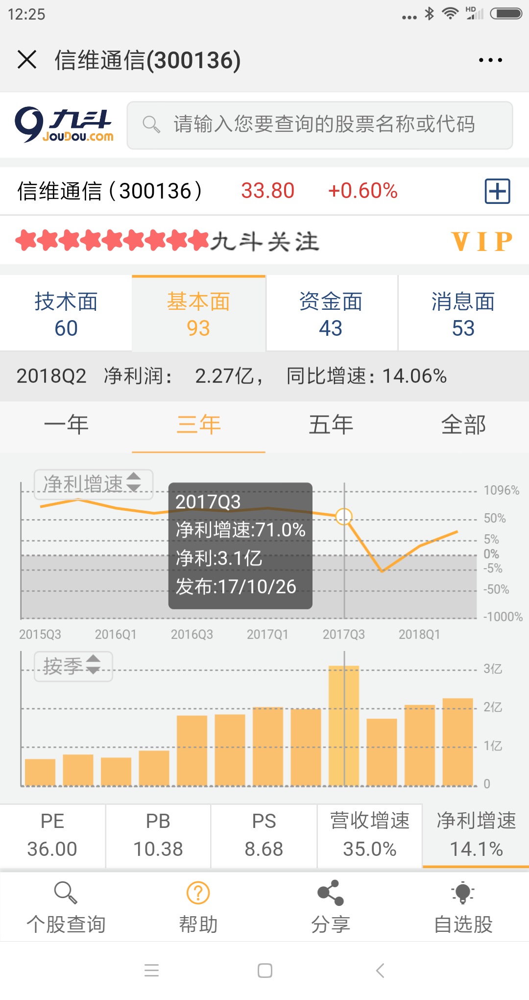 12:25
HD
信维通信(300136)
九斗
JouDou.com
请输入您要查询的股票名称或代码
信维通信(300136) 33.80 +0.60%
九斗关注 VIP
技术面 基本面 资金面 消息面
60 93 43 53
2018Q2 净利润: 2.27亿, 同比增速: 14.06%
一年 三年 五年 全部
净利增速
2017Q3
净利增速:71.0%
净利:3.1亿
发布:17/10/26
1096%
50%
5%
0%
-5%
-50%
-1000%
2015Q3 2016Q1 2016Q3 2017Q1 2017Q3 2018Q1
按季
3亿
2亿
1亿
0
PE PB PS 营收增速 净利增速
36.00 10.38 8.68 35.0% 14.1%
个股查询 帮助 分享 自选股